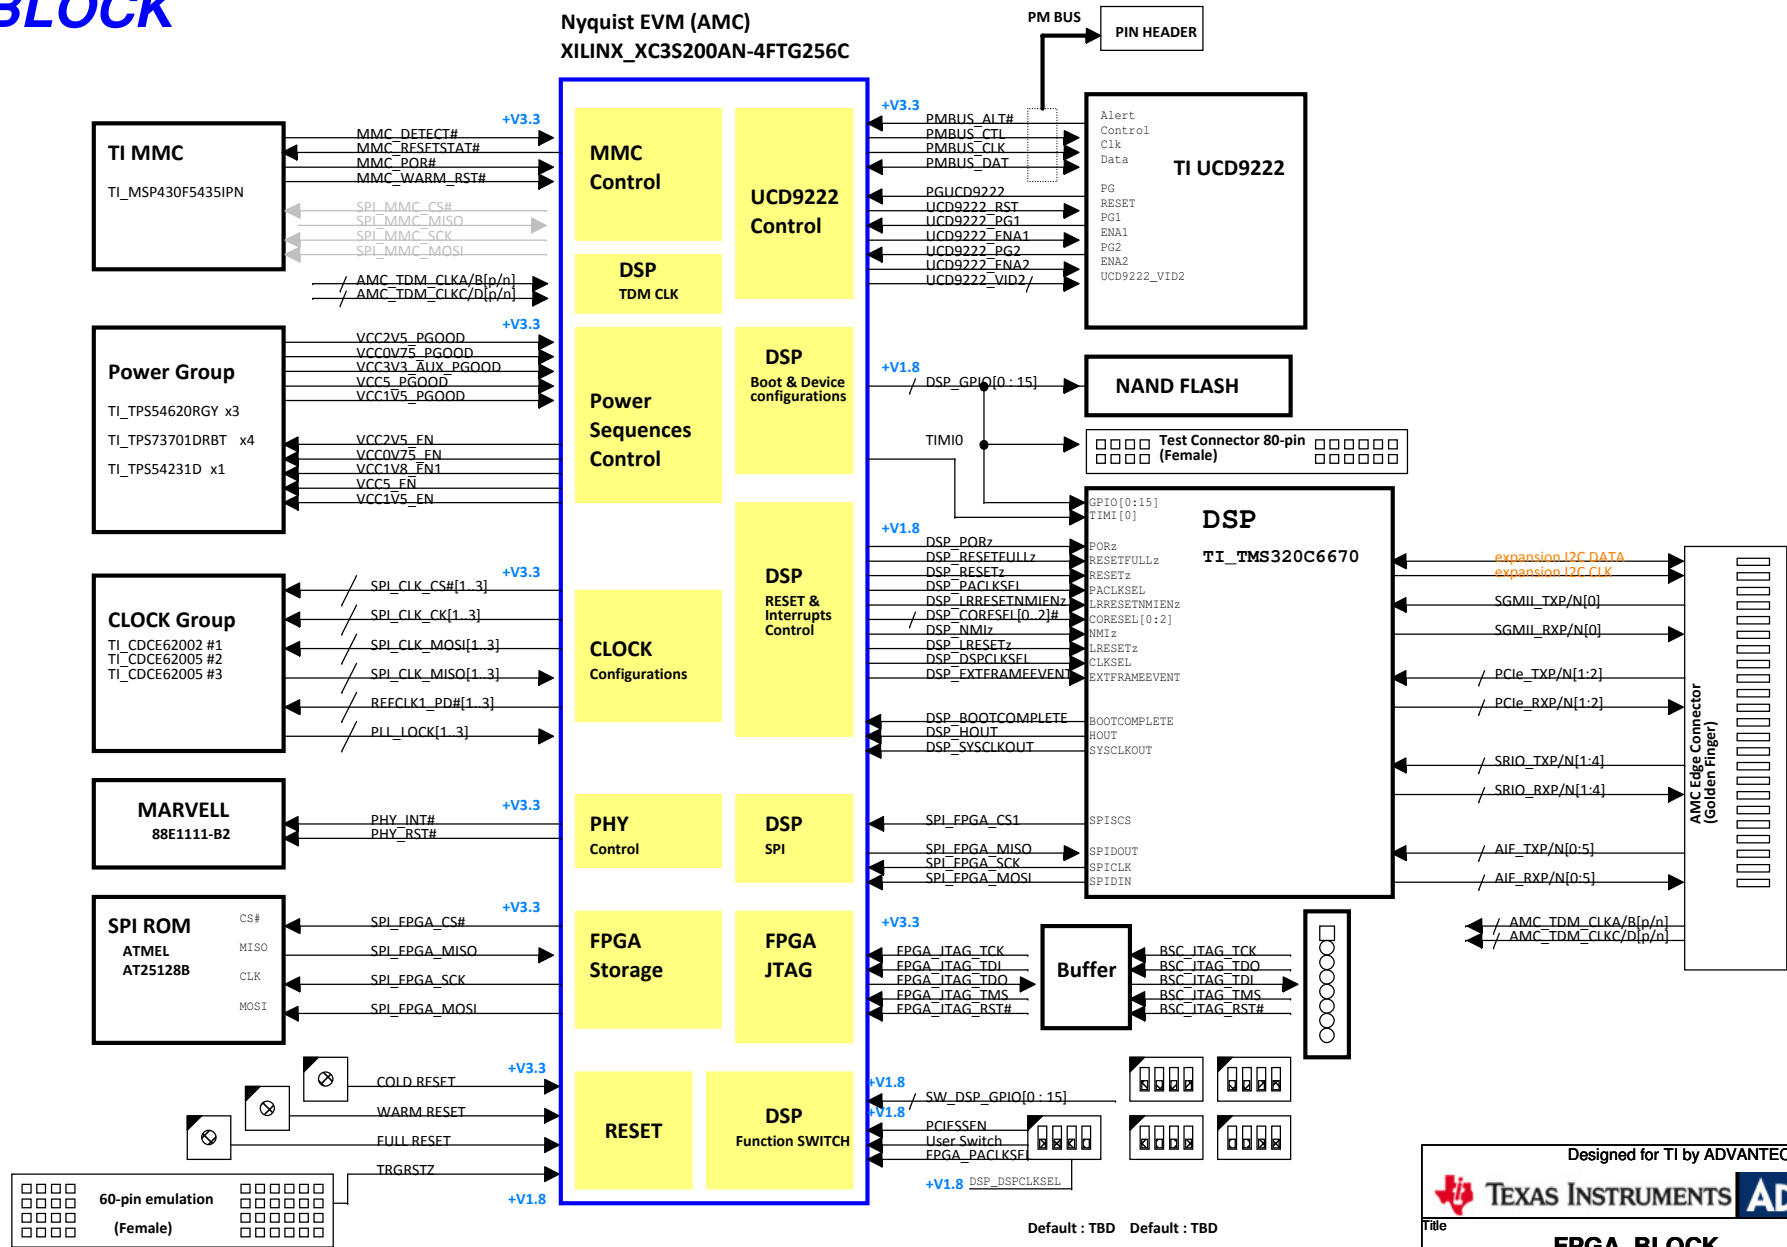 BLOCK
Nyquist EVM (AMC)
XILINX_XC3S200AN-4FTG256C
PM BUS
PIN HEADER
TI MMC
TI_MSP430F5435IPN
+V3.3
MMC_DETECT#
MMC_RESETSTAT#
MMC_POR#
MMC_WARM_RST#
SPI_MMC_CS#
SPI_MMC_MISO
SPI_MMC_SCK
SPI_MMC_MOSI
AMC_TDM_CLKA/B[p/n]
AMC_TDM_CLKC/D[p/n]
MMC
Control
DSP
TDM CLK
UCD9222
Control
+V3.3
PMBUS_ALT#
PMBUS_CTL
PMBUS_CLK
PMBUS_DAT
PGUCD9222
UCD9222_RST
UCD9222_PG1
UCD9222_ENA1
UCD9222_PG2
UCD9222_ENA2
UCD9222_VID2
Alert
Control
Clk
Data
PG
RESET
PG1
ENA1
PG2
ENA2
UCD9222_VID2
TI UCD9222
Power Group
TI_TPS54620RGY x3
TI_TPS73701DRBT x4
TI_TPS54231D x1
+V3.3
VCC2V5_PGOOD
VCC0V75_PGOOD
VCC3V3_AUX_PGOOD
VCC5_PGOOD
VCC1V5_PGOOD
VCC2V5_EN
VCC0V75_EN
VCC1V8_EN1
VCC5_EN
VCC1V5_EN
Power
Sequences
Control
DSP
Boot & Device
configurations
+V1.8
DSP_GPIO[0 : 15]
TIMI0
NAND FLASH
Test Connector 80-pin
(Female)
CLOCK Group
TI_CDCE62002 #1
TI_CDCE62005 #2
TI_CDCE62005 #3
+V3.3
SPI_CLK_CS#[1..3]
SPI_CLK_CK[1..3]
SPI_CLK_MOSI[1..3]
SPI_CLK_MISO[1..3]
REFCLK1_PD#[1..3]
PLL_LOCK[1..3]
CLOCK
Configurations
DSP
RESET &
Interrupts
Control
+V1.8
DSP_PORz
DSP_RESETFULLz
DSP_RESETz
DSP_PACLKSEL
DSP_LRRESETNMIENz
DSP_CORESEL[0..2]#
DSP_NMIz
DSP_LRESETz
DSP_DSPCLKSEL
DSP_EXTFRAMEEVENT
DSP_BOOTCOMPLETE
DSP_HOUT
DSP_SYSCLKOUT
GPIO[0:15]
TIMI[0]
PORz
RESETFULLz
RESETz
PACLKSEL
LRRESETNMIENz
CORESEL[0:2]
NMIz
LRESETz
CLKSEL
EXTFRAMEEVENT
BOOTCOMPLETE
HOUT
SYSCLKOUT
SPISCS
SPIDOUT
SPICLK
SPIDIN
DSP
TI_TMS320C6670
expansion I2C DATA
expansion I2C CLK
SGMII_TXP/N[0]
SGMII_RXP/N[0]
PCIe_TXP/N[1:2]
PCIe_RXP/N[1:2]
SRIO_TXP/N[1:4]
SRIO_RXP/N[1:4]
AIF_TXP/N[0:5]
AIF_RXP/N[0:5]
AMC_TDM_CLKA/B[p/n]
AMC_TDM_CLKC/D[p/n]
AMC Edge Connector
(Golden Finger)
MARVELL
88E1111-B2
+V3.3
PHY_INT#
PHY_RST#
PHY
Control
DSP
SPI
SPI_FPGA_CS1
SPI_FPGA_MISO
SPI_FPGA_SCK
SPI_FPGA_MOSI
SPI ROM
ATMEL
AT25128B
CS#
MISO
CLK
MOSI
+V3.3
SPI_FPGA_CS#
SPI_FPGA_MISO
SPI_FPGA_SCK
SPI_FPGA_MOSI
FPGA
Storage
FPGA
JTAG
+V3.3
FPGA_JTAG_TCK
FPGA_JTAG_TDI
FPGA_JTAG_TDO
FPGA_JTAG_TMS
FPGA_JTAG_RST#
Buffer
BSC_JTAG_TCK
BSC_JTAG_TDO
BSC_JTAG_TDI
BSC_JTAG_TMS
BSC_JTAG_RST#
+V3.3
COLD RESET
WARM RESET
FULL RESET
TRGRSTZ
+V1.8
60-pin emulation
(Female)
RESET
DSP
Function SWITCH
+V1.8
SW_DSP_GPIO[0 : 15]
+V1.8
PCIESSEN
User Switch
FPGA_PACLKSEL
+V1.8
DSP_DSPCLKSEL
Default : TBD Default : TBD
Designed for TI by ADVANTEC
TEXAS INSTRUMENTS
AD
Title
FPGA BLOCK